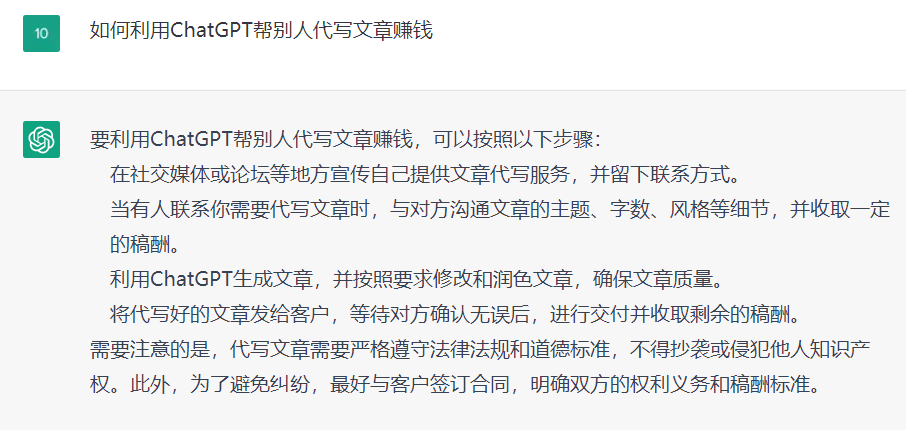 10
如何利用ChatGPT帮别人代写文章赚钱
要利用ChatGPT帮别人代写文章赚钱，可以按照以下步骤：
在社交媒体或论坛等地方宣传自己提供文章代写服务，并留下联系方式。
当有人联系你需要代写文章时，与对方沟通文章的主题、字数、风格等细节，并收取一定
的稿酬。
利用ChatGPT生成文章，并按照要求修改和润色文章，确保文章质量。
将代写好的文章发给客户，等待对方确认无误后，进行交付并收取剩余的稿酬。
需要注意的是，代写文章需要严格遵守法律法规和道德标准，不得抄袭或侵犯他人知识产
权。此外，为了避免纠纷，最好与客户签订合同，明确双方的权利义务和稿酬标准。